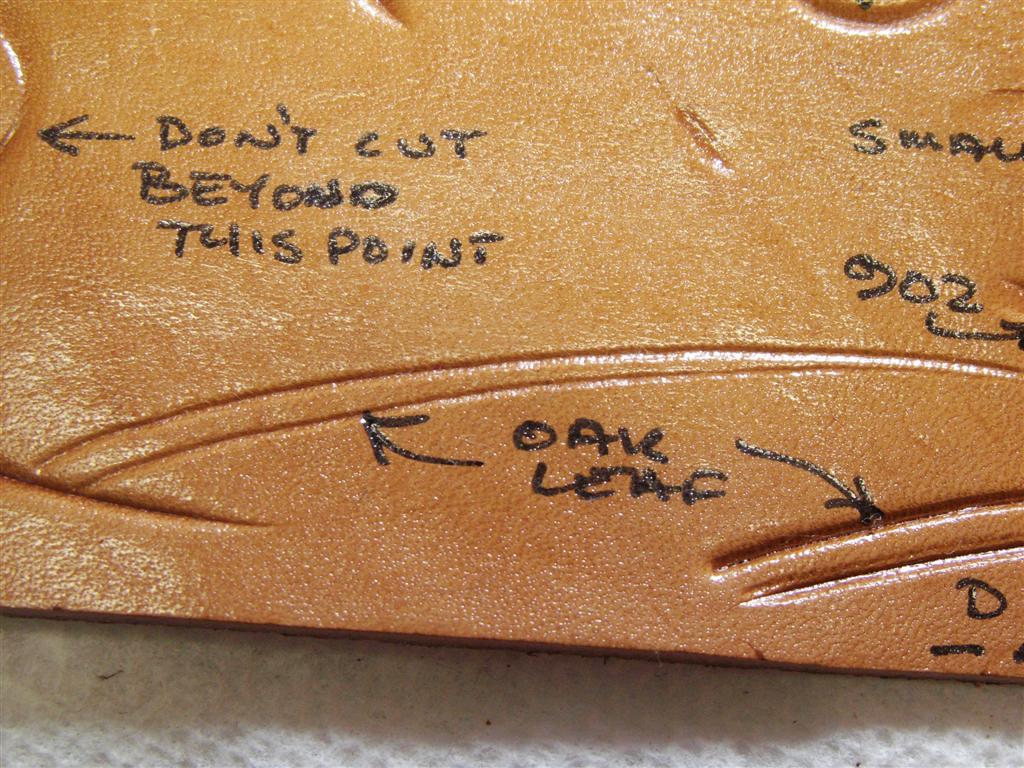 DON'T CUT
BEYOND
THIS POINT
902
OAK
LEAF
D